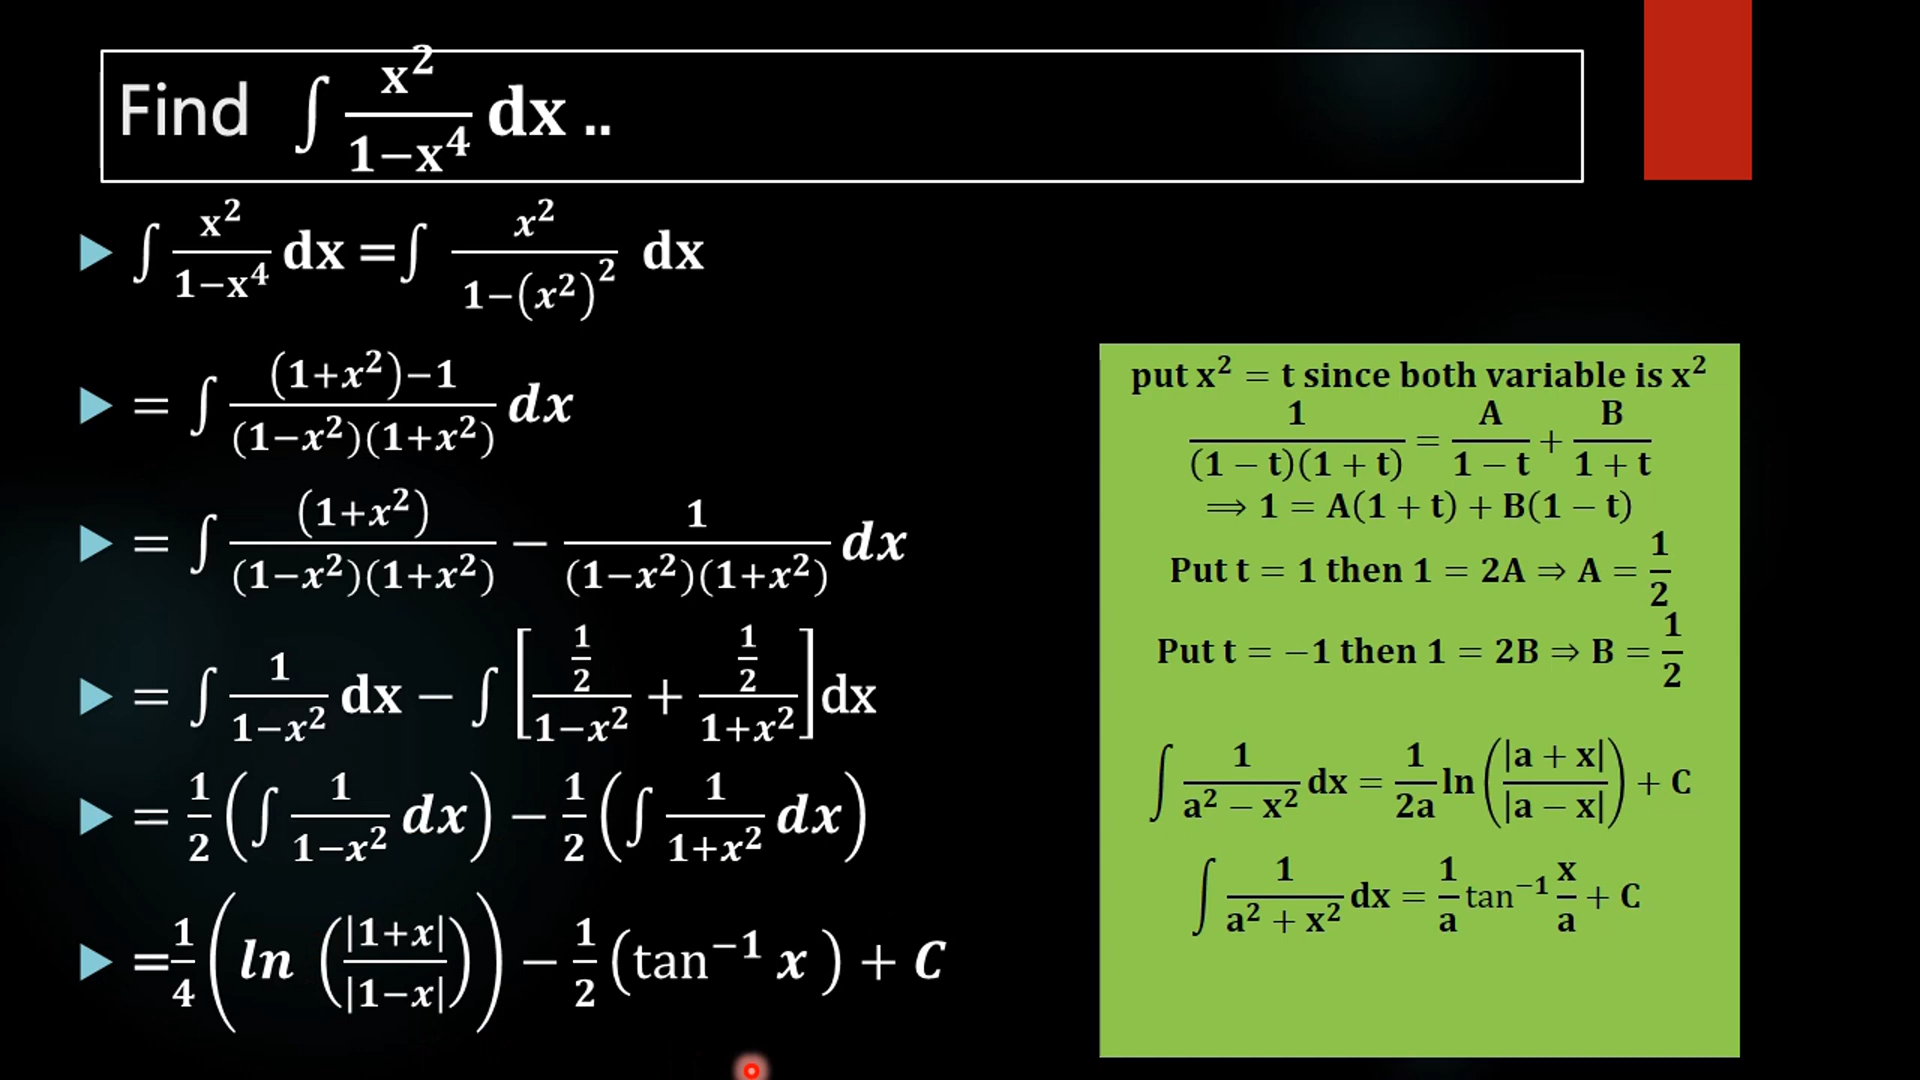 Find ∫ x²/1−x⁴ dx ..
∫ x²/1−x⁴ dx =∫ x²/1−(x²)² dx
= ∫ (1+x²)−1/(1−x²)(1+x²) dx
= ∫ (1+x²)/(1−x²)(1+x²) − 1/(1−x²)(1+x²) dx
= ∫ 1/1−x² dx − ∫ [½/1−x² + ½/1+x²]dx
= 1/2 (∫ 1/1−x² dx) − 1/2 (∫ 1/1+x² dx)
=1/4 (ln (|1+x|/|1−x|)) − 1/2 (tan⁻¹ x ) + C
put x² = t since both variable is x²
1/(1 − t)(1 + t) = A/1 − t + B/1 + t
⟹ 1 = A(1 + t) + B(1 − t)
Put t = 1 then 1 = 2A ⇒ A = 1/2
Put t = −1 then 1 = 2B ⇒ B = 1/2
∫ 1/a² − x² dx = 1/2a ln (|a + x|/|a − x|) + C
∫ 1/a² + x² dx = 1/a tan⁻¹ x/a + C